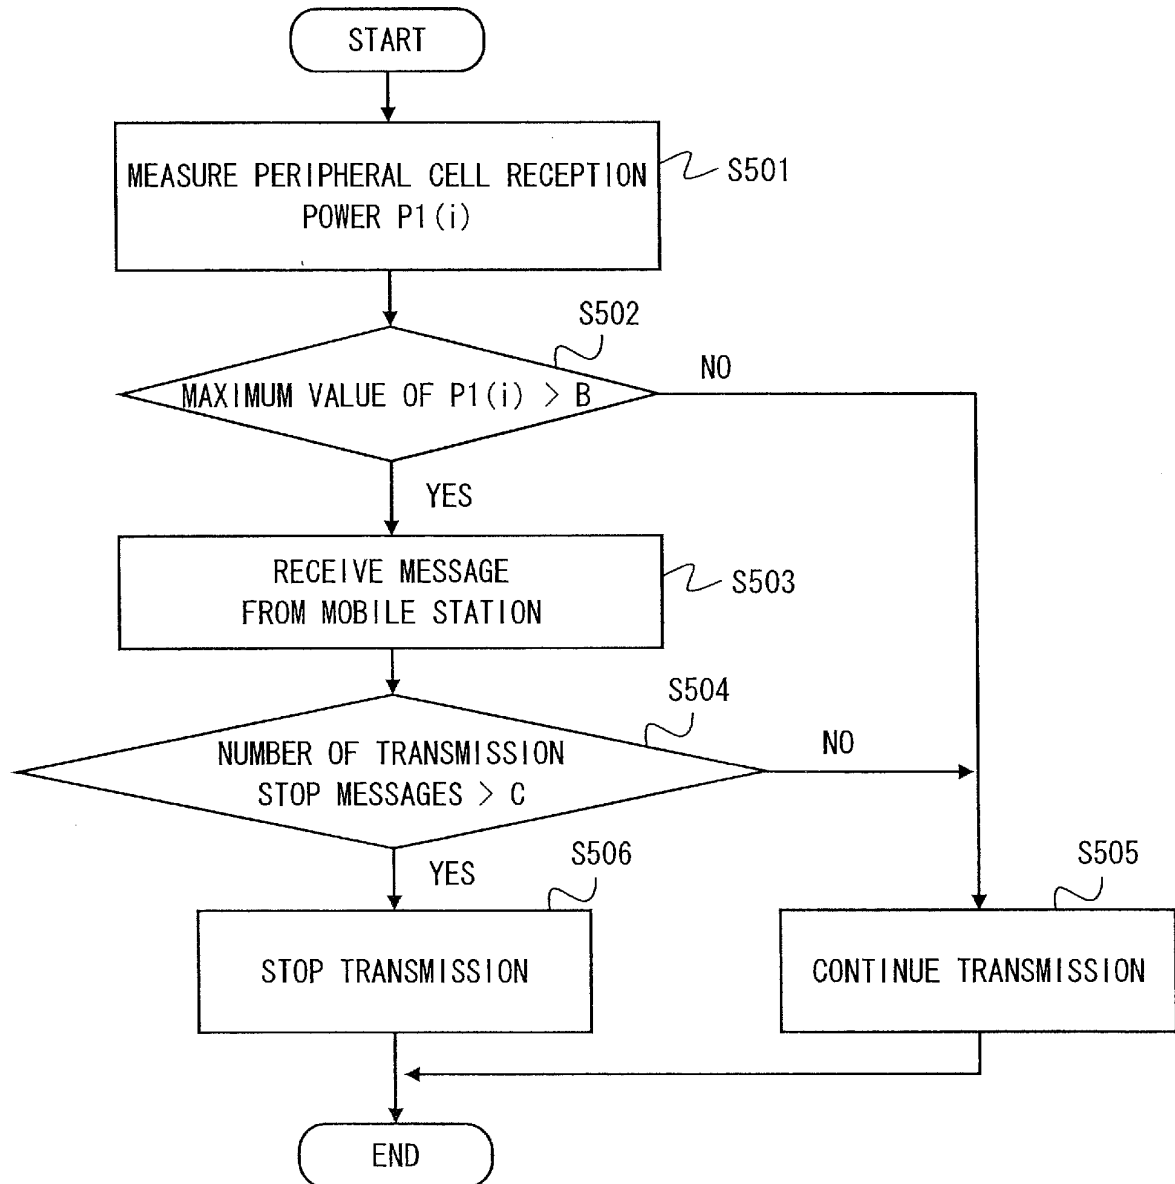 START
MEASURE PERIPHERAL CELL RECEPTION
POWER P1(i)
S501
S502
MAXIMUM VALUE OF P1(i) > B
NO
YES
RECEIVE MESSAGE
FROM MOBILE STATION
S503
S504
NUMBER OF TRANSMISSION
STOP MESSAGES > C
NO
YES
S506
S505
STOP TRANSMISSION
CONTINUE TRANSMISSION
END